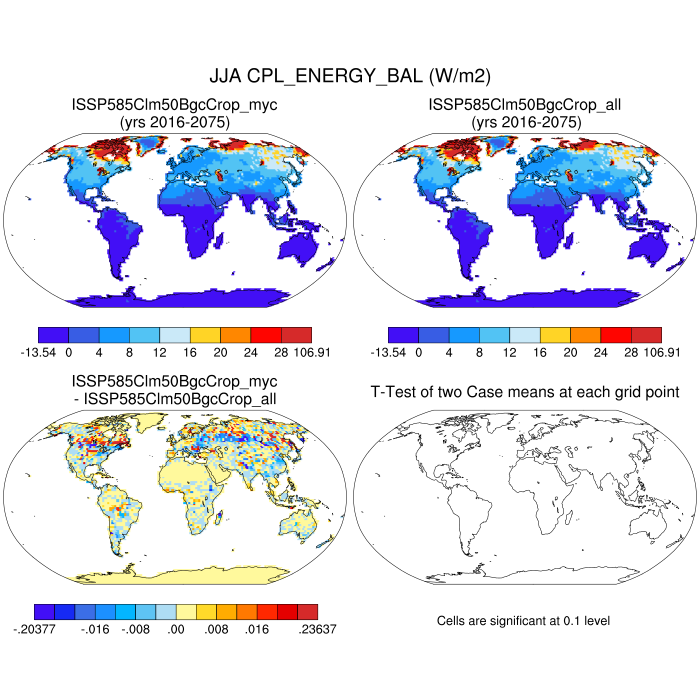 JJA CPL_ENERGY_BAL (W/m2)
ISSP585Clm50BgcCrop_myc
(yrs 2016-2075)
ISSP585Clm50BgcCrop_all
(yrs 2016-2075)
-13.54 0 4 8 12 16 20 24 28 106.91
-13.54 0 4 8 12 16 20 24 28 106.91
ISSP585Clm50BgcCrop_myc
- ISSP585Clm50BgcCrop_all
T-Test of two Case means at each grid point
-.20377 -.016 -.008 .00 .008 .016 .23637
Cells are significant at 0.1 level